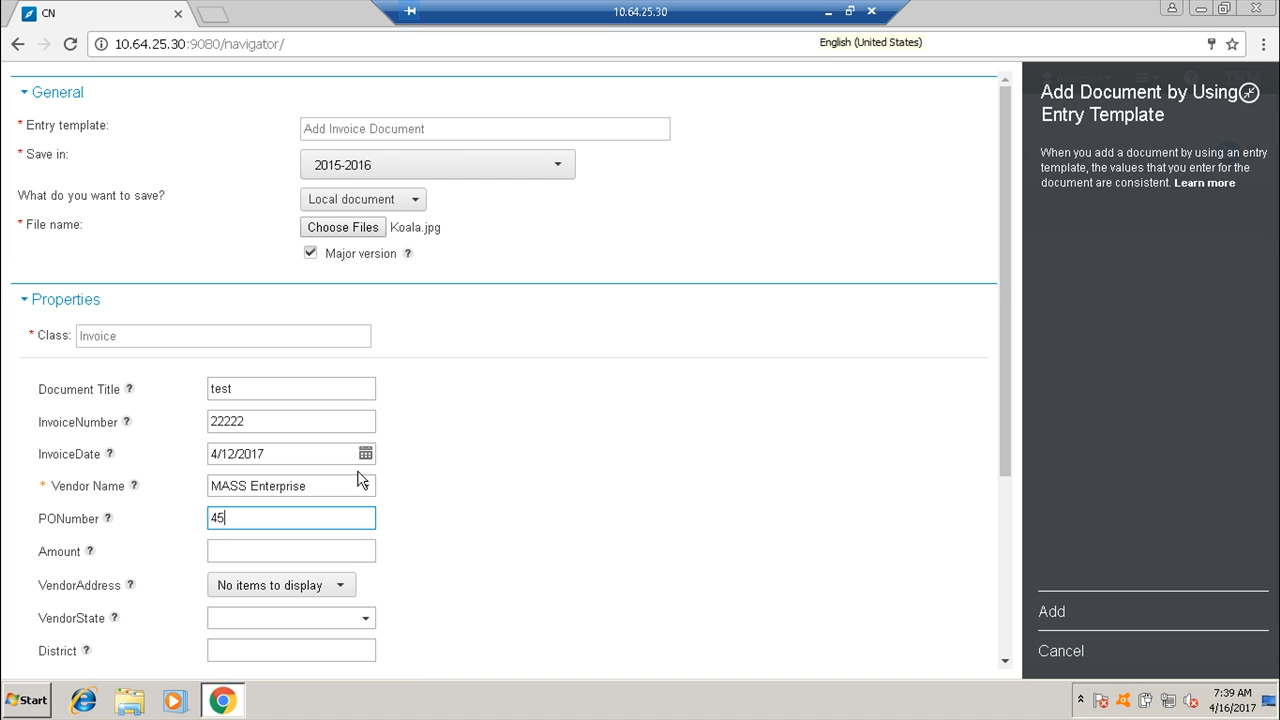 CN
10.64.25.30
10.64.25.30:9080/navigator/
English (United States)
General
* Entry template:
Add Invoice Document
* Save in:
2015-2016
What do you want to save?
Local document
* File name:
Choose Files Koala.jpg
Major version ?
Properties
* Class: Invoice
Document Title ? test
InvoiceNumber ? 22222
InvoiceDate ? 4/12/2017
* Vendor Name ? MASS Enterprise
PONumber ? 45
Amount ?
VendorAddress ? No items to display
VendorState ?
District ?
Add Document by Using
Entry Template
When you add a document by using an entry
template, the values that you enter for the
document are consistent. Learn more
Add
Cancel
Start
7:39 AM
4/16/2017